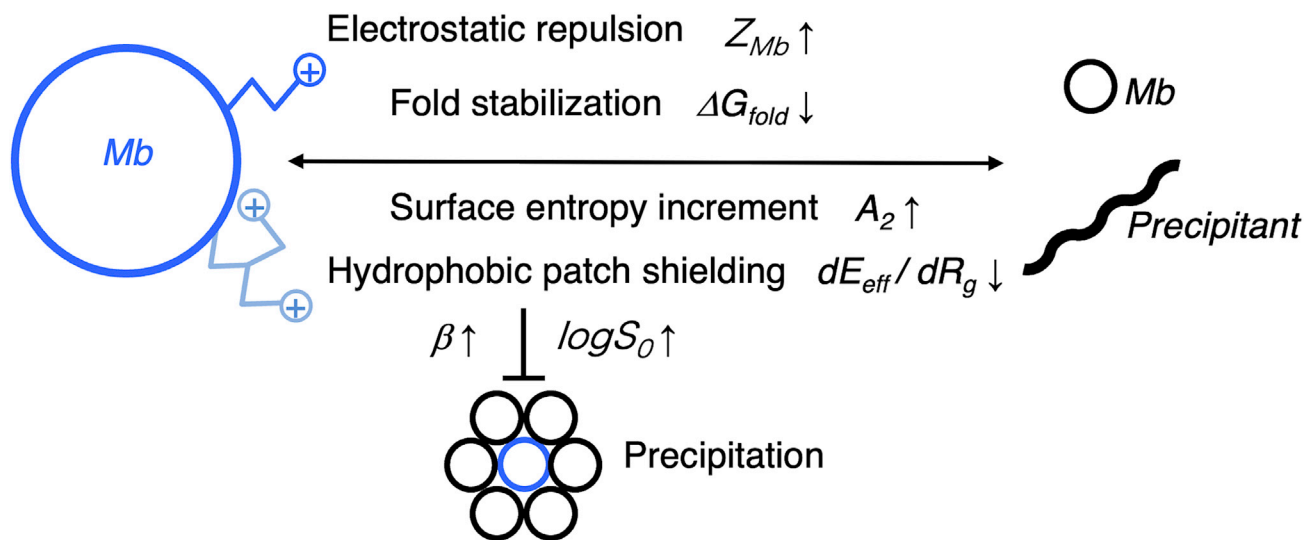 Electrostatic repulsion Z_Mb ↑
Fold stabilization ΔG_fold ↓
Mb
+
Mb
+
Surface entropy increment A_2 ↑
Precipitant
Hydrophobic patch shielding dE_eff / dR_g ↓
+
β ↑ logS_0 ↑
Precipitation